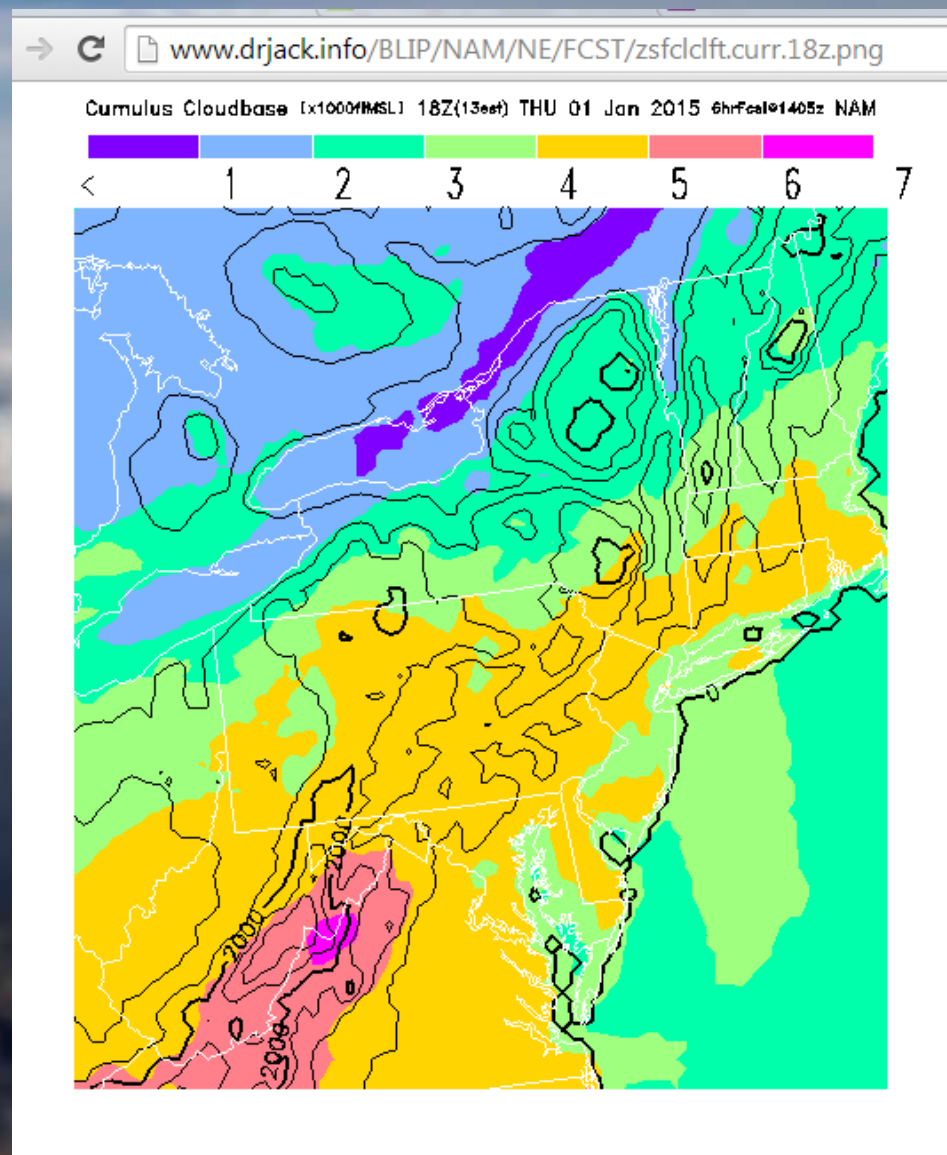 www.drjack.info/BLIP/NAM/NE/FCST/zsfclclft.curr.18z.png
Cumulus Cloudbase [x1000ftMSL] 18Z(13est) THU 01 Jan 2015 6hrFcst@1405z NAM
< 1 2 3 4 5 6 7
2000
2000
2000